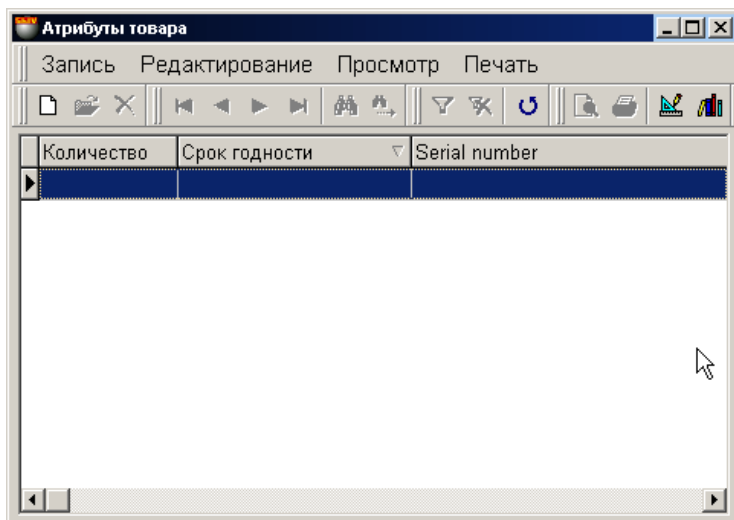 Атрибуты товара
Запись Редактирование Просмотр Печать
Количество Срок годности Serial number